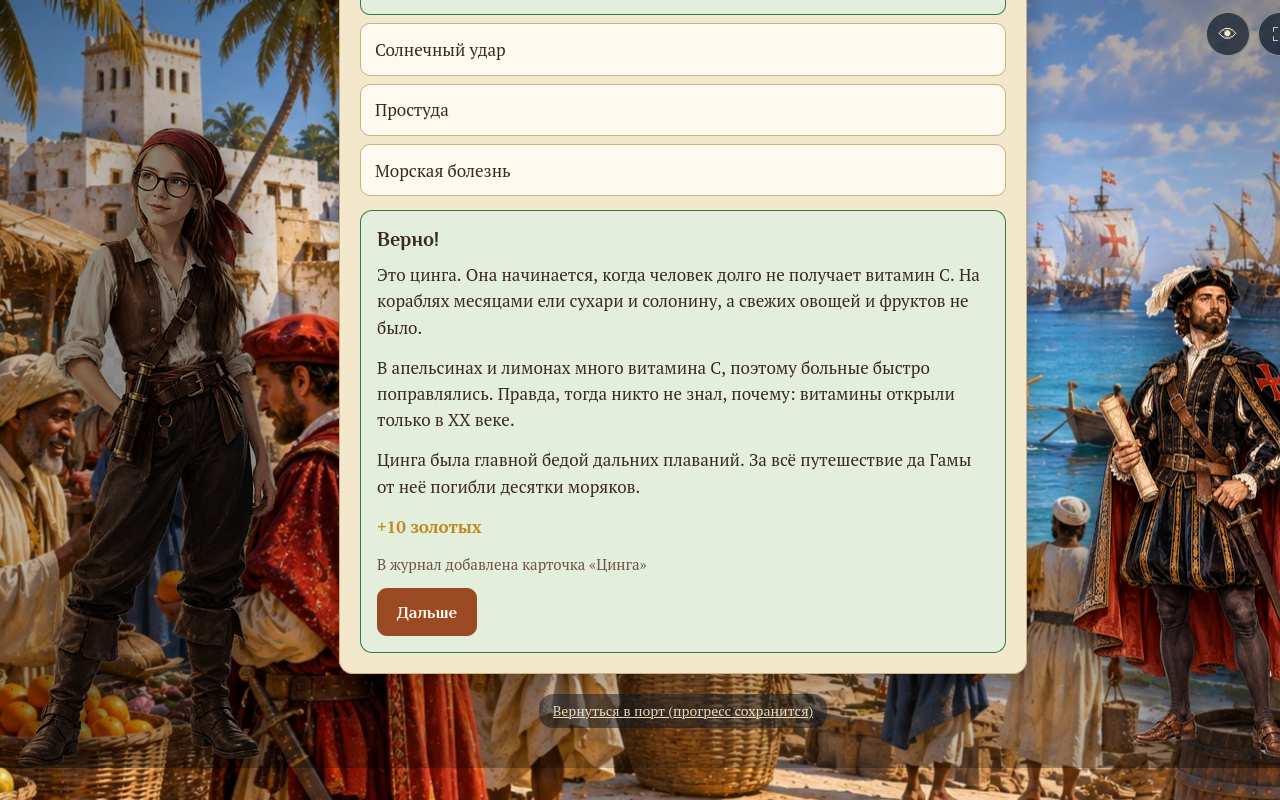 Солнечный удар
Простуда
Морская болезнь
Верно!
Это цинга. Она начинается, когда человек долго не получает витамин С. На
кораблях месяцами ели сухари и солонину, а свежих овощей и фруктов не
было.
В апельсинах и лимонах много витамина С, поэтому больные быстро
поправлялись. Правда, тогда никто не знал, почему: витамины открыли
только в XX веке.
Цинга была главной бедой дальних плаваний. За всё путешествие да Гамы
от неё погибли десятки моряков.
+10 золотых
В журнал добавлена карточка «Цинга»
Дальше
Вернуться в порт (прогресс сохранится)